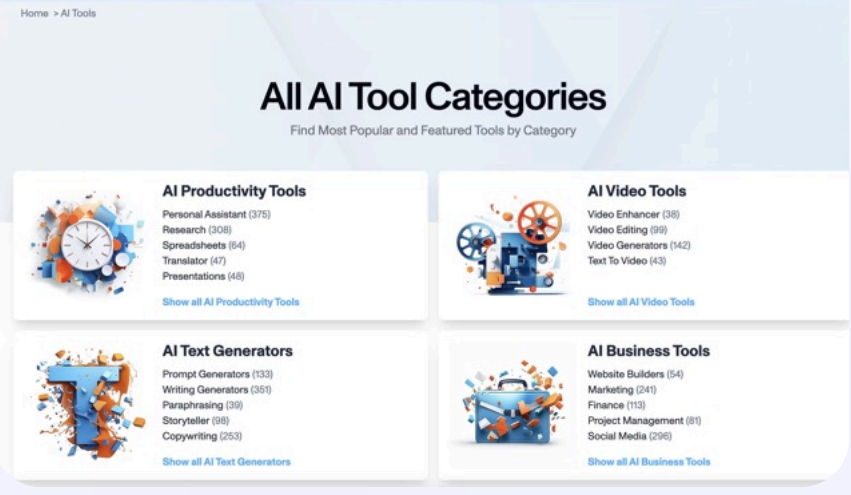 Home > AI Tools
All AI Tool Categories
Find Most Popular and Featured Tools by Category
AI Productivity Tools
Personal Assistant (375)
Research (308)
Spreadsheets (64)
Translator (47)
Presentations (48)
Show all AI Productivity Tools
AI Video Tools
Video Enhancer (38)
Video Editing (99)
Video Generators (142)
Text To Video (43)
Show all AI Video Tools
AI Text Generators
Prompt Generators (133)
Writing Generators (351)
Paraphrasing (39)
Storyteller (98)
Copywriting (253)
Show all AI Text Generators
AI Business Tools
Website Builders (54)
Marketing (241)
Finance (113)
Project Management (81)
Social Media (296)
Show all AI Business Tools